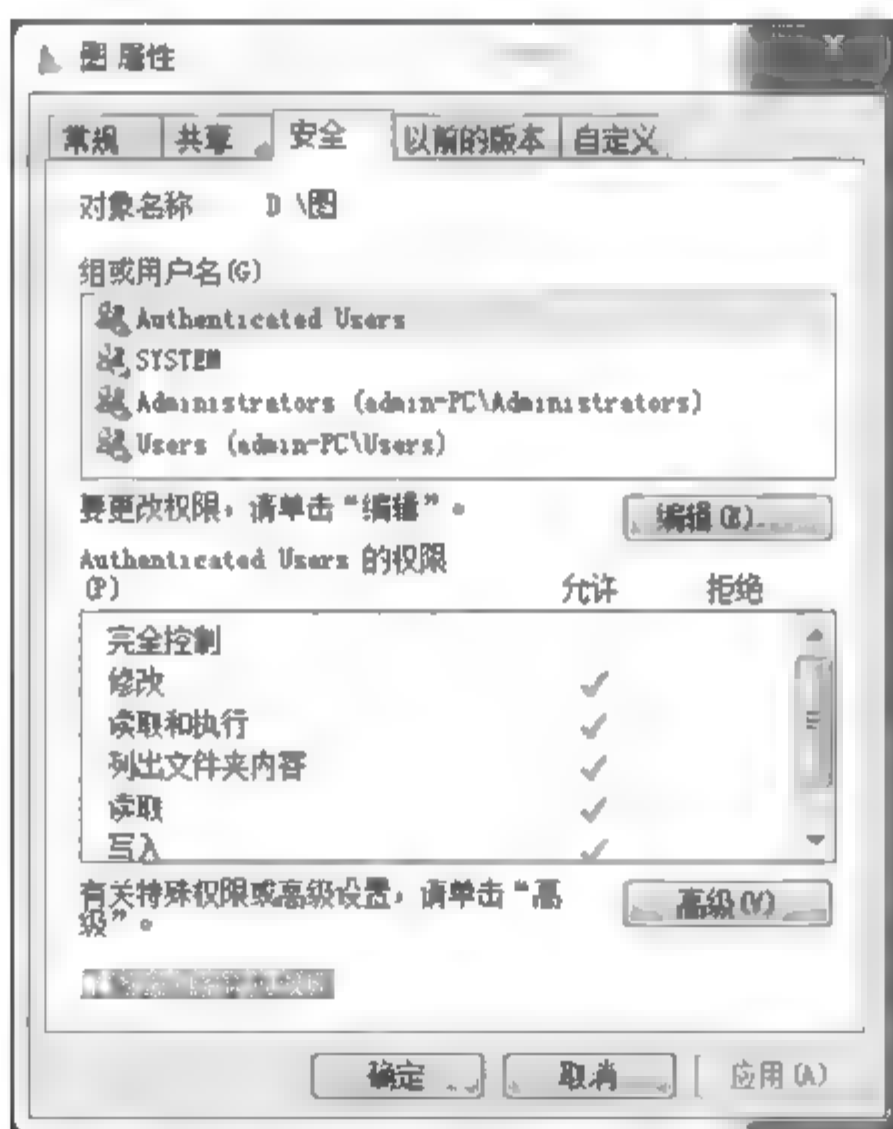 图 属性
常规 共享 安全 以前的版本 自定义
对象名称 D \图
组或用户名(G)
Authenticated Users
SYSTEM
Administrators (admin-PC\Administrators)
Users (admin-PC\Users)
要更改权限，请单击“编辑”。 编辑(E)...
Authenticated Users 的权限
(P) 允许 拒绝
完全控制
修改
读取和执行
列出文件夹内容
读取
写入
有关特殊权限或高级设置，请单击“高
级”。 高级(V)
确定 取消 应用(A)